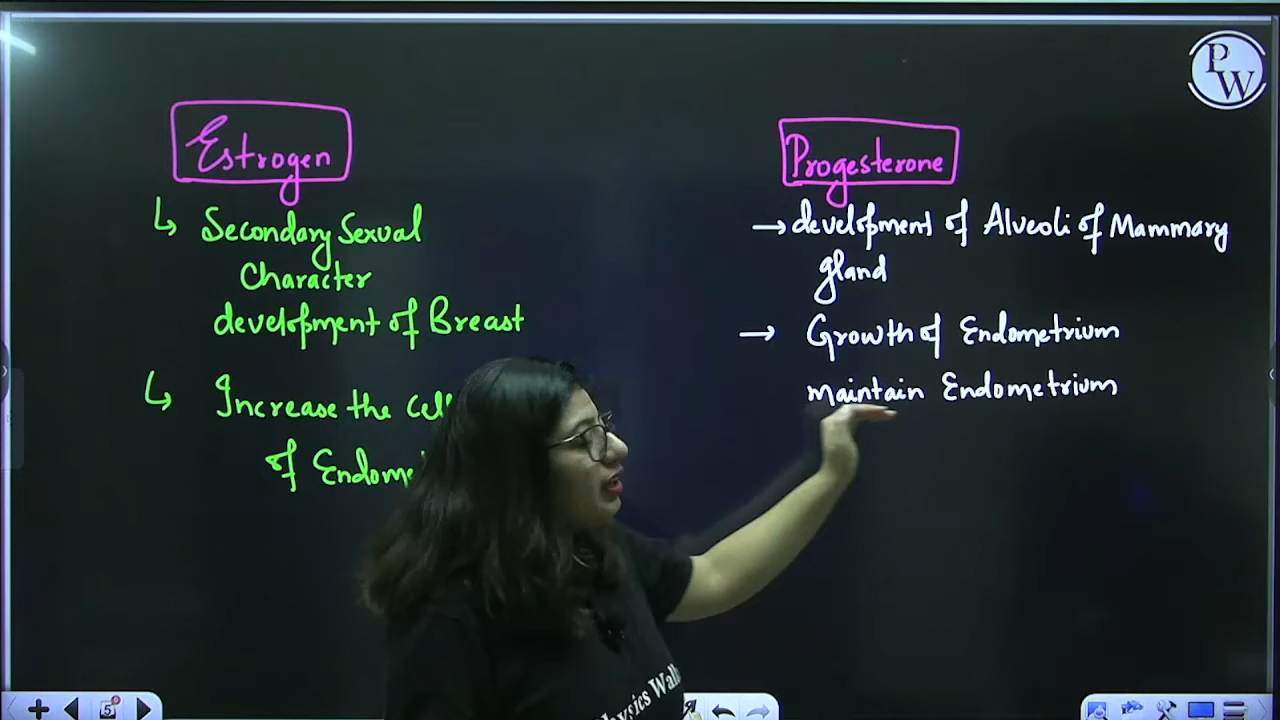 PW
Estrogen
Secondary Sexual
Character
development of Breast
Increase the
of
Progesterone
development of Alveoli of Mammary
gland
Growth of Endometrium
maintain Endometrium
5